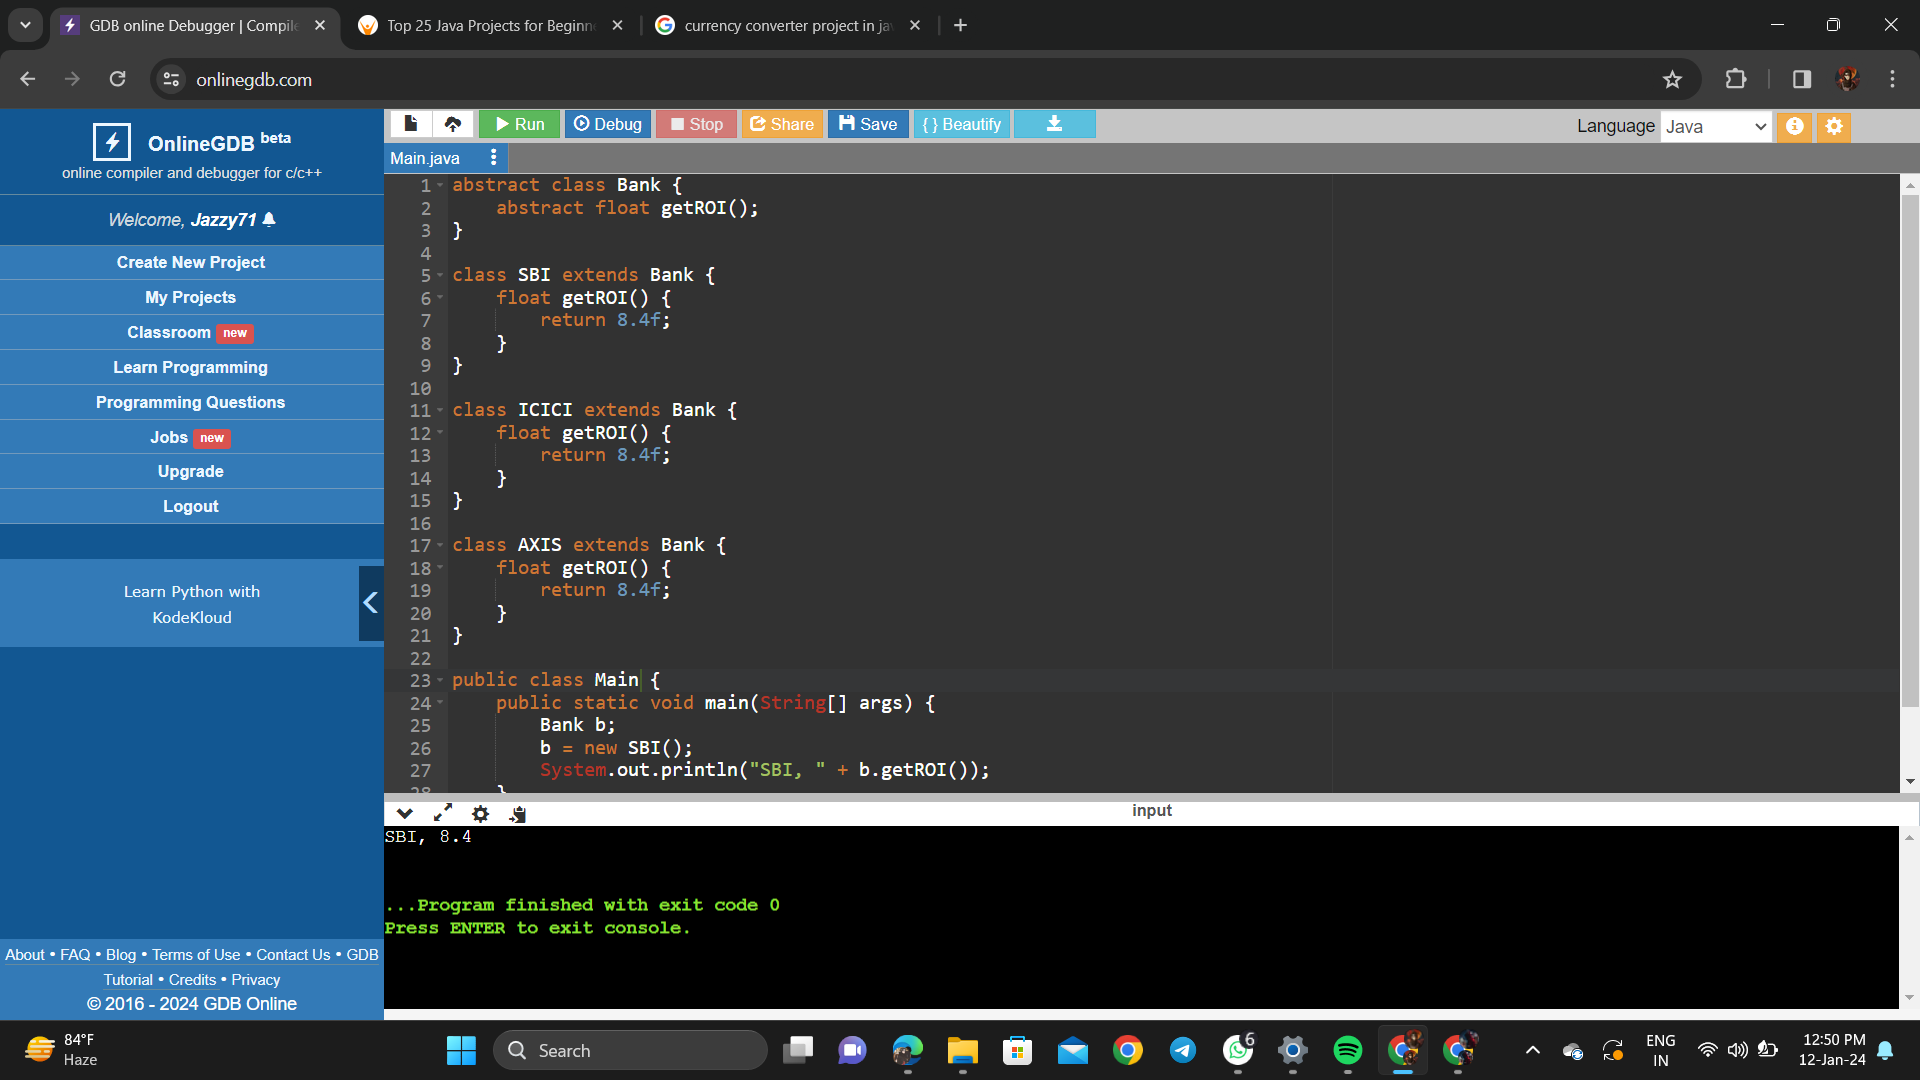 GDB online Debugger | Compile
Top 25 Java Projects for Beginne
currency converter project in ja
onlinegdb.com
OnlineGDB beta
online compiler and debugger for c/c++
Welcome, Jazzy71
Create New Project
My Projects
Classroom new
Learn Programming
Programming Questions
Jobs new
Upgrade
Logout
Learn Python with
KodeKloud
About • FAQ • Blog • Terms of Use • Contact Us • GDB
Tutorial • Credits • Privacy
© 2016 - 2024 GDB Online
Run Debug Stop Share Save { } Beautify
Language Java
Main.java
1 abstract class Bank {
2     abstract float getROI();
3 }
4
5 class SBI extends Bank {
6     float getROI() {
7         return 8.4f;
8     }
9 }
10
11 class ICICI extends Bank {
12     float getROI() {
13         return 8.4f;
14     }
15 }
16
17 class AXIS extends Bank {
18     float getROI() {
19         return 8.4f;
20     }
21 }
22
23 public class Main {
24     public static void main(String[] args) {
25         Bank b;
26         b = new SBI();
27         System.out.println("SBI, " + b.getROI());
28     }
input
SBI, 8.4
...Program finished with exit code 0
Press ENTER to exit console.
84°F
Haze
Search
6
ENG
IN
12:50 PM
12-Jan-24